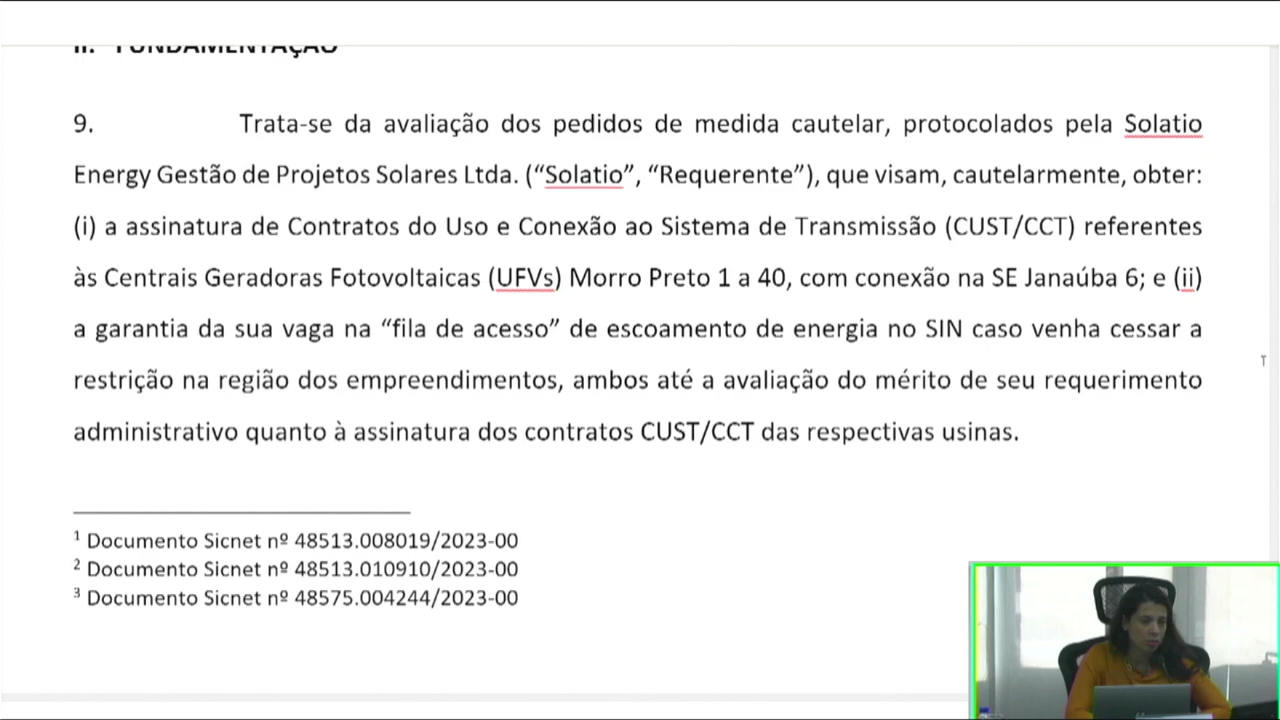 II. FUNDAMENTAÇÃO
9. Trata-se da avaliação dos pedidos de medida cautelar, protocolados pela Solatio
Energy Gestão de Projetos Solares Ltda. (“Solatio”, “Requerente”), que visam, cautelarmente, obter:
(i) a assinatura de Contratos do Uso e Conexão ao Sistema de Transmissão (CUST/CCT) referentes
às Centrais Geradoras Fotovoltaicas (UFVs) Morro Preto 1 a 40, com conexão na SE Janaúba 6; e (ii)
a garantia da sua vaga na “fila de acesso” de escoamento de energia no SIN caso venha cessar a
restrição na região dos empreendimentos, ambos até a avaliação do mérito de seu requerimento
administrativo quanto à assinatura dos contratos CUST/CCT das respectivas usinas.
1 Documento Sicnet nº 48513.008019/2023-00
2 Documento Sicnet nº 48513.010910/2023-00
3 Documento Sicnet nº 48575.004244/2023-00